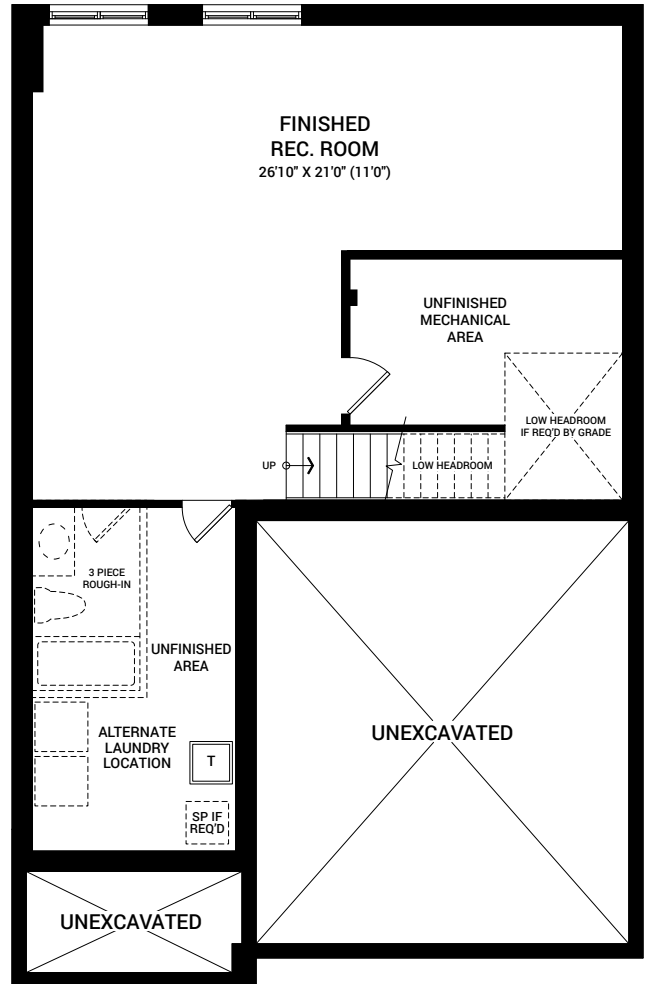 FINISHED
REC. ROOM
26'10" X 21'0" (11'0")
UNFINISHED
MECHANICAL
AREA
LOW HEADROOM
IF REQ'D BY GRADE
UP
LOW HEADROOM
3 PIECE
ROUGH-IN
UNFINISHED
AREA
ALTERNATE
LAUNDRY
LOCATION
T
SP IF
REQ'D
UNEXCAVATED
UNEXCAVATED